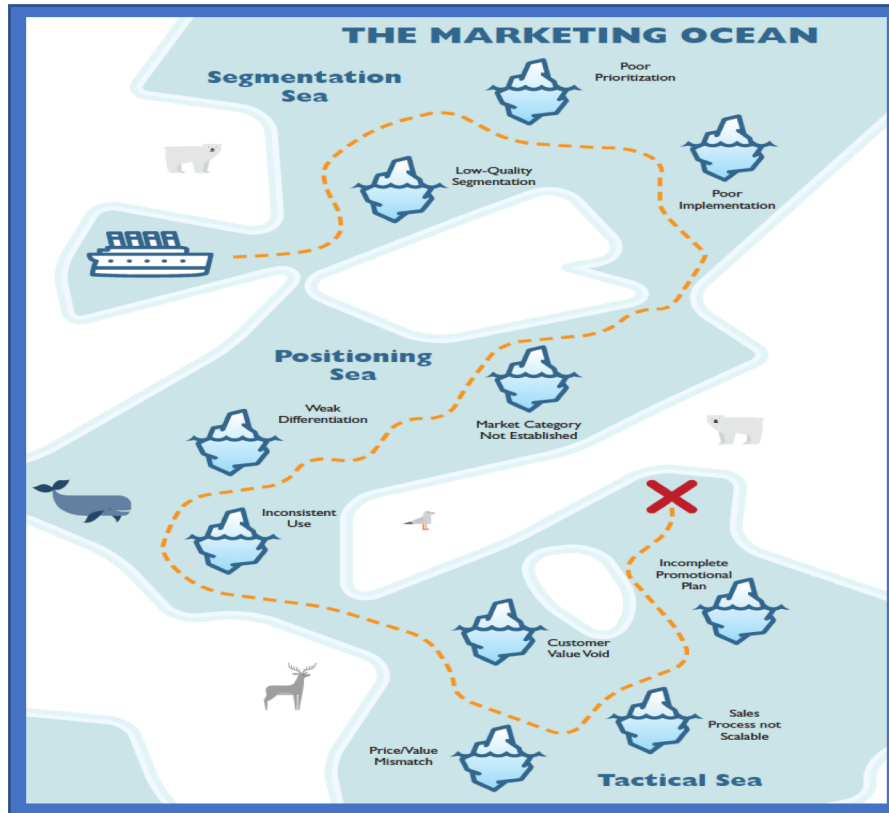 THE MARKETING OCEAN
Segmentation
Sea
Poor
Prioritization
Low-Quality
Segmentation
Poor
Implementation
Positioning
Sea
Weak
Differentiation
Market Category
Not Established
Inconsistent
Use
Incomplete
Promotional
Plan
Customer
Value Void
Sales
Process not
Scalable
Price/Value
Mismatch
Tactical Sea